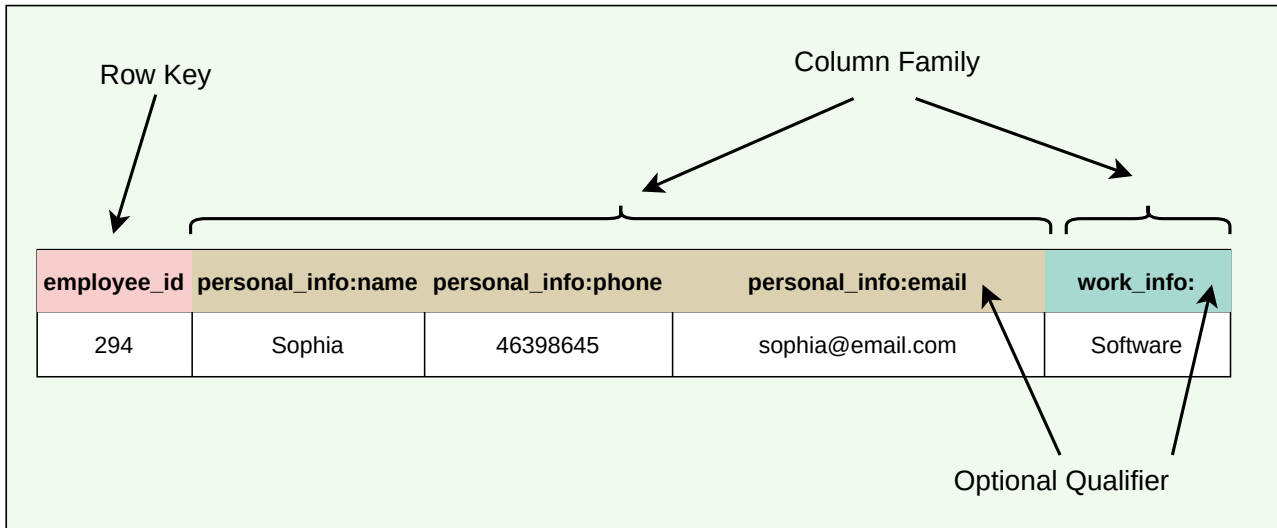 Row Key
Column Family
employee_id personal_info:name personal_info:phone personal_info:email work_info:
294 Sophia 46398645 sophia@email.com Software
Optional Qualifier